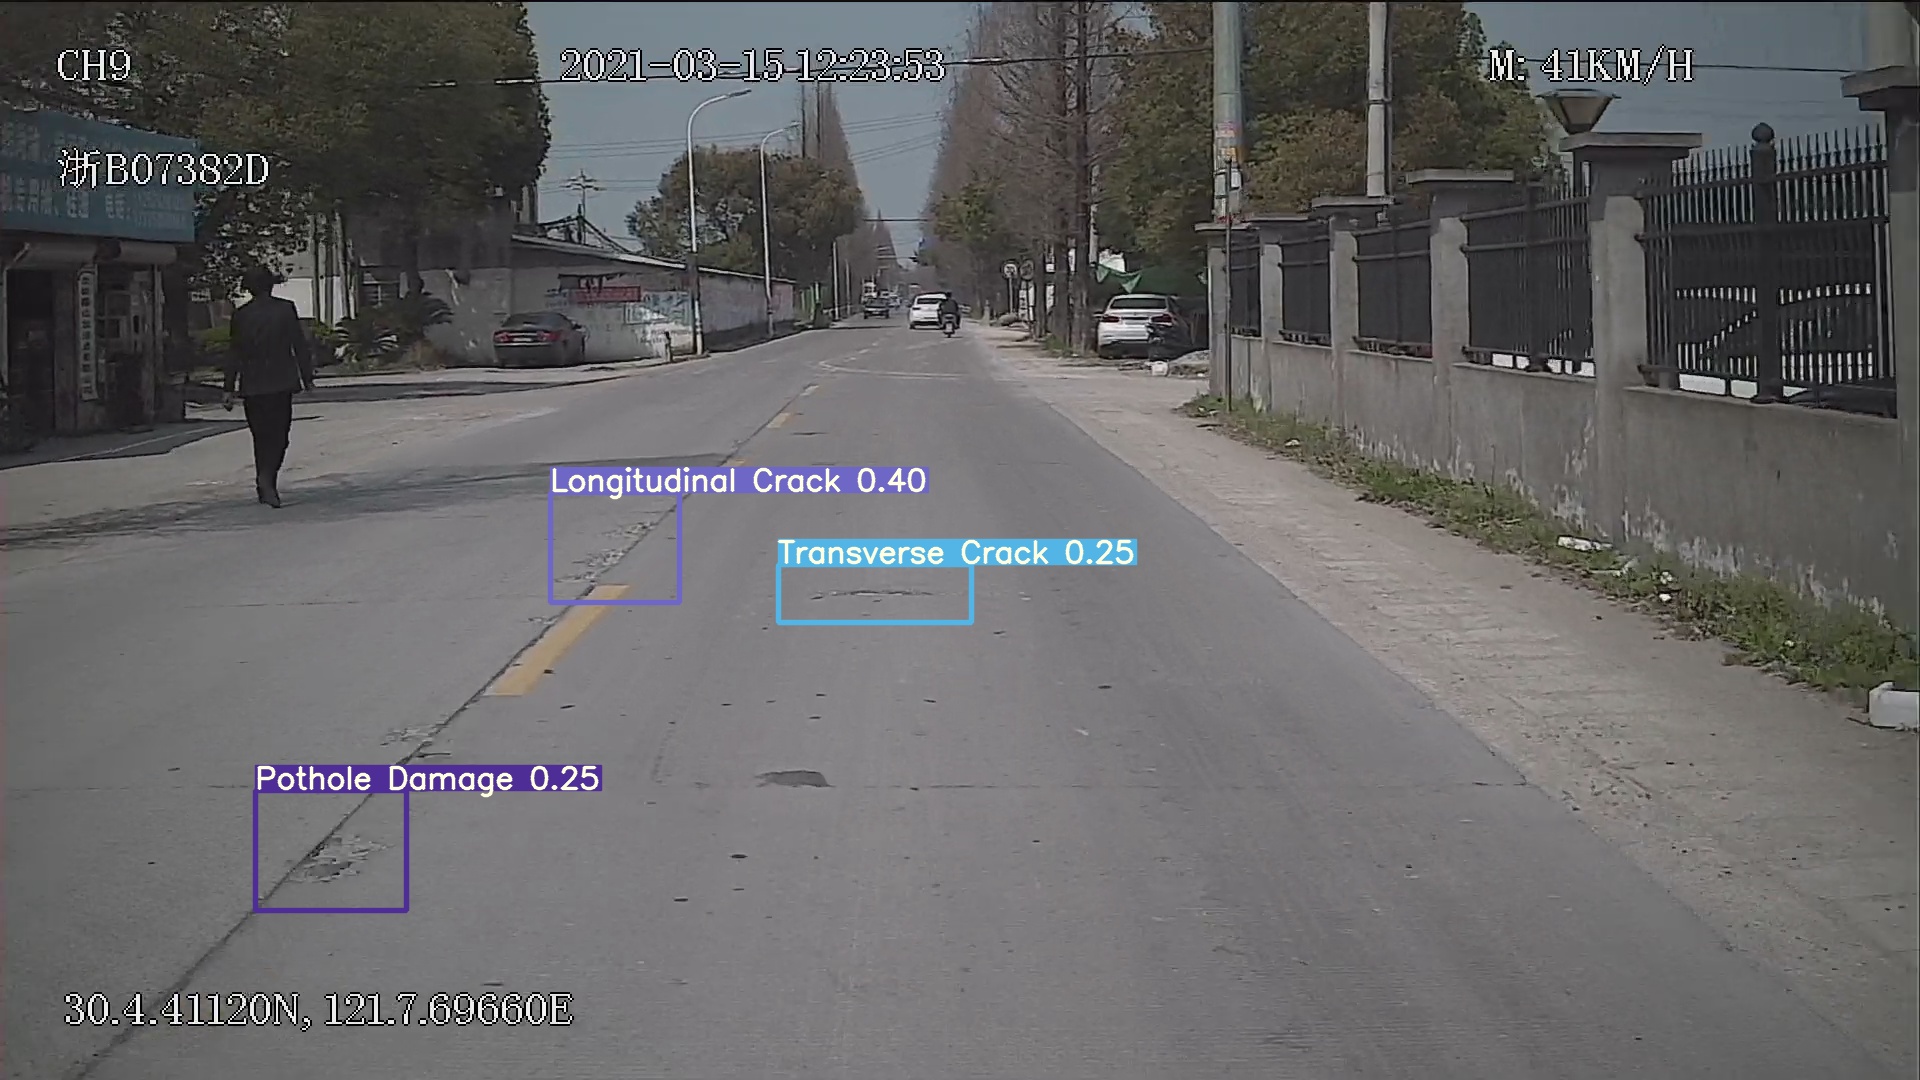 CH9
2021-03-15 12:23:53
M: 41KM/H
浙B07382D
Longitudinal Crack 0.40
Transverse Crack 0.25
Pothole Damage 0.25
30.4.41120N, 121.7.69660E